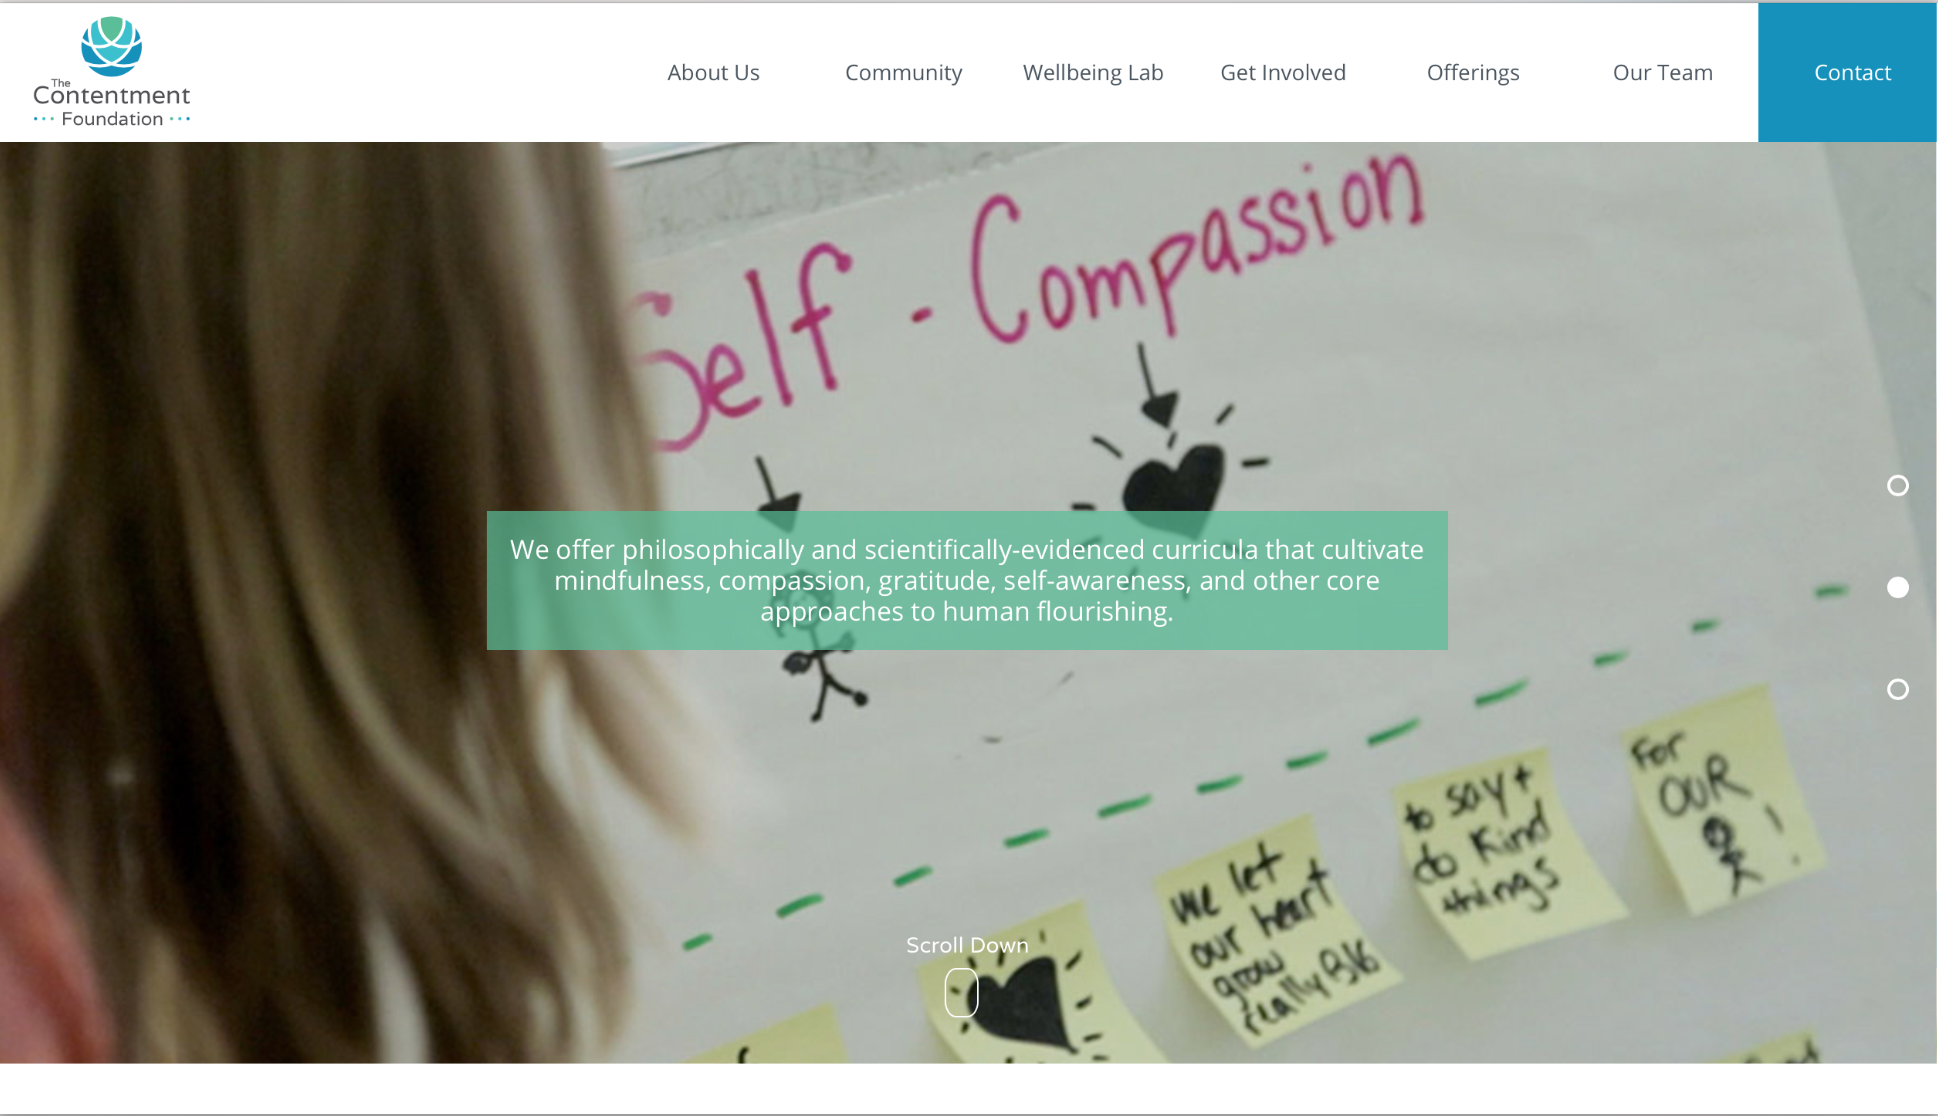 The
Contentment
Foundation
About Us
Community
Wellbeing Lab
Get Involved
Offerings
Our Team
Contact
Self - Compassion
We offer philosophically and scientifically-evidenced curricula that cultivate
mindfulness, compassion, gratitude, self-awareness, and other core
approaches to human flourishing.
For
OUR
!
to say +
do Kind
things
we let
our heart
grow
really BIG
Scroll Down